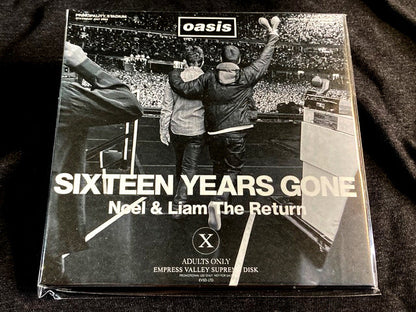 PRINCIPALITY STADIUM
oasis
SIXTEEN YEARS GONE
Noel & Liam The Return
X
ADULTS ONLY
EMPRESS VALLEY SUPREME DISK